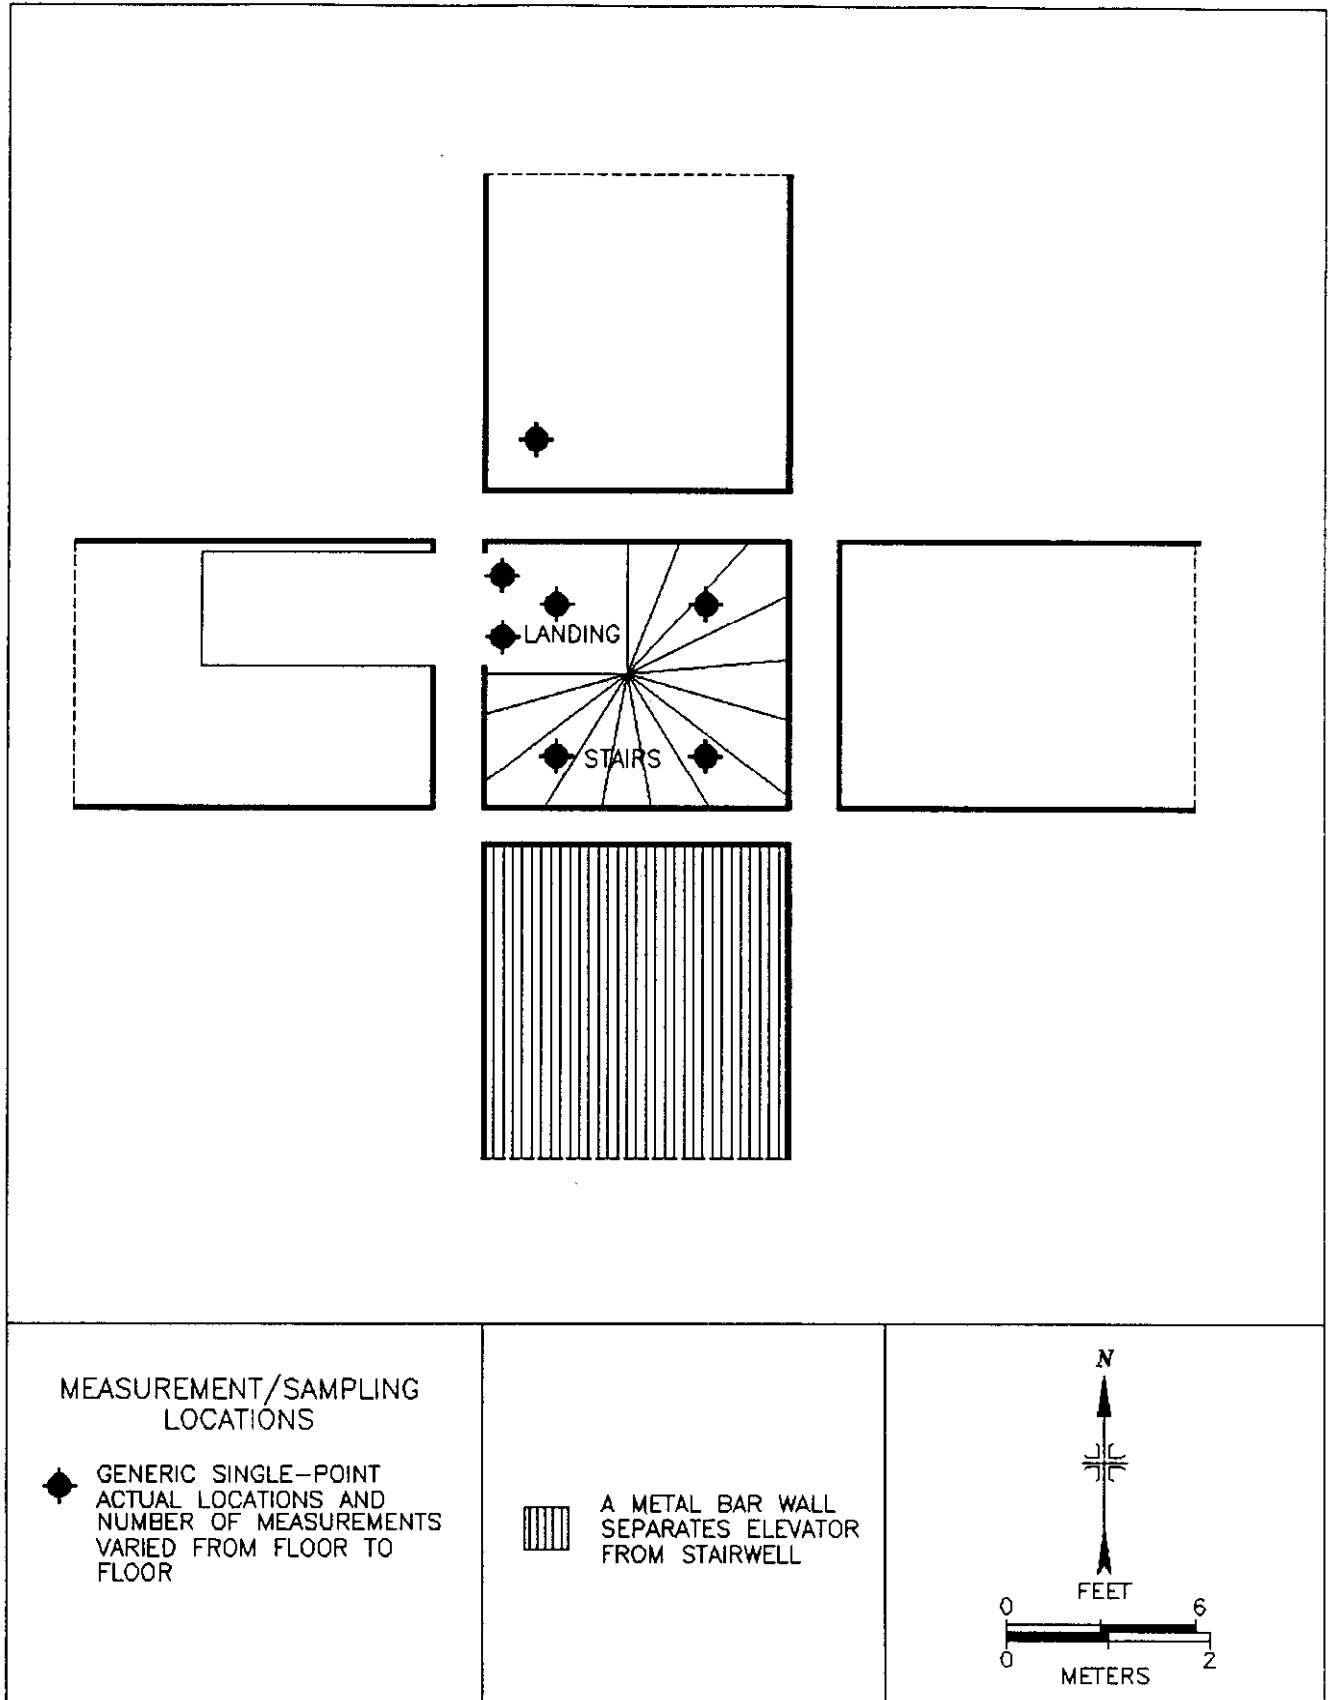 LANDING
STAIRS
MEASUREMENT/SAMPLING
LOCATIONS
GENERIC SINGLE-POINT
ACTUAL LOCATIONS AND
NUMBER OF MEASUREMENTS
VARIED FROM FLOOR TO
FLOOR
A METAL BAR WALL
SEPARATES ELEVATOR
FROM STAIRWELL
N
FEET
0 6
0 2
METERS